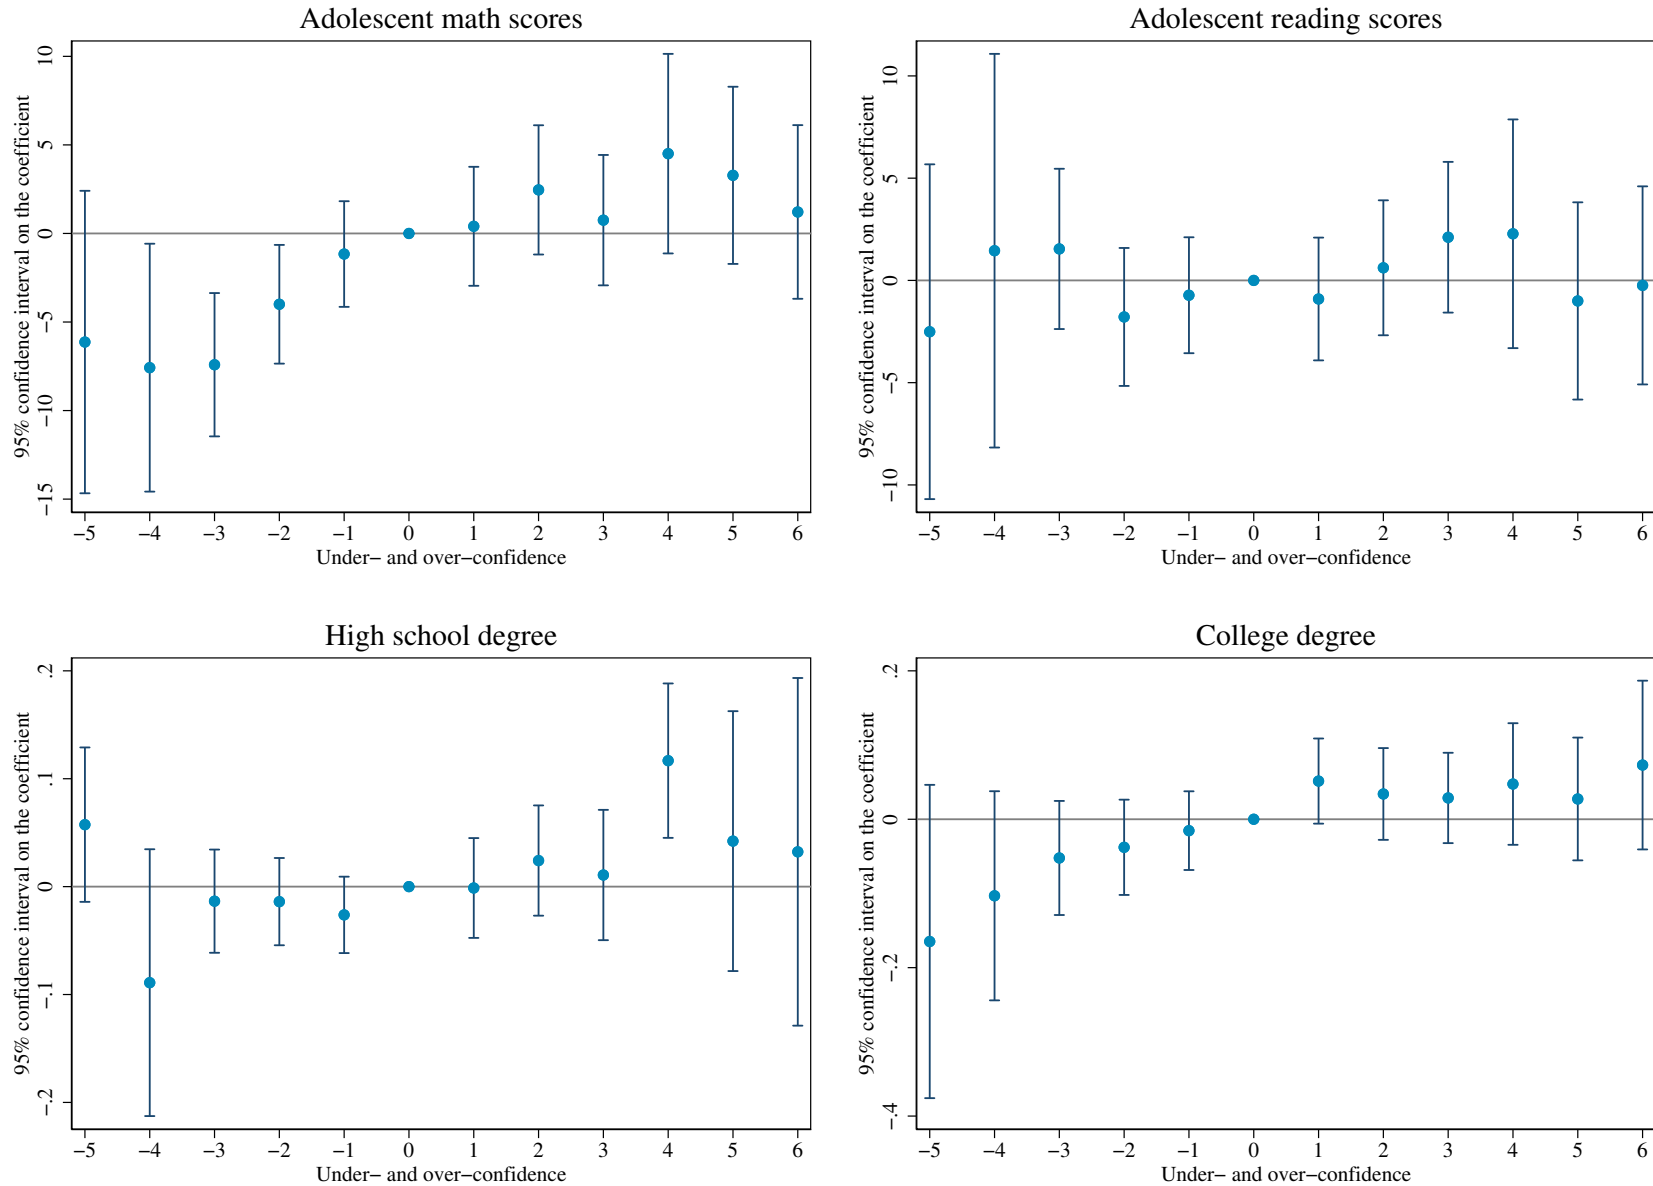 Adolescent math scores
95% confidence interval on the coefficient
10
5
0
−5
−10
−15
−5 −4 −3 −2 −1 0 1 2 3 4 5 6
Under− and over−confidence
Adolescent reading scores
95% confidence interval on the coefficient
10
5
0
−5
−10
−5 −4 −3 −2 −1 0 1 2 3 4 5 6
Under− and over−confidence
High school degree
95% confidence interval on the coefficient
.2
.1
0
−.1
−.2
−5 −4 −3 −2 −1 0 1 2 3 4 5 6
Under− and over−confidence
College degree
95% confidence interval on the coefficient
.2
0
−.2
−.4
−5 −4 −3 −2 −1 0 1 2 3 4 5 6
Under− and over−confidence